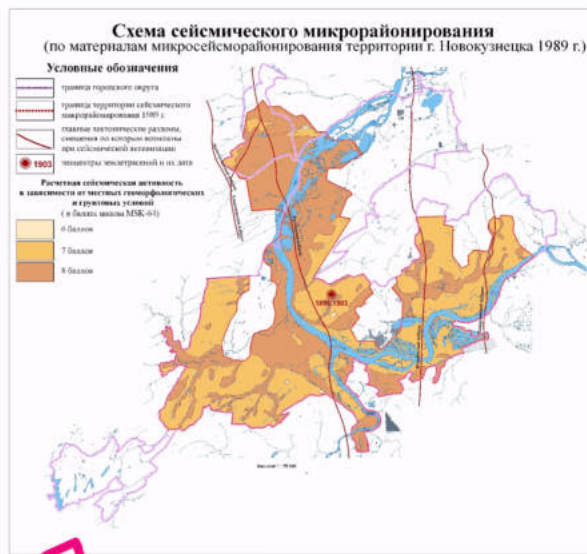 Схема сейсмического микрорайонирования
(по материалам микросейсморайонирования территории г. Новокузнецка 1989 г.)
Условные обозначения
граница городского округа
граница территории сейсмического
микрорайонирования 1989 г.
главные тектонические разломы,
смещения по которым возможны
при сейсмической активизации
1903
эпицентры землетрясений и их дата
Расчетная сейсмическая активность
в зависимости от местных геоморфологических
и грунтовых условий
( в баллах шкалы MSK-64)
6 баллов
7 баллов
8 баллов
1898,1903